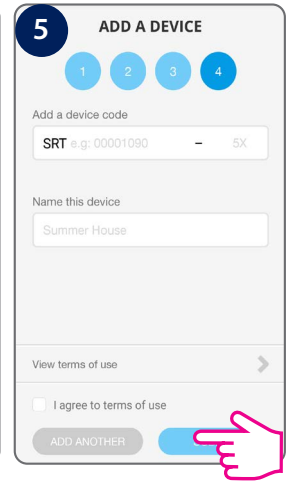 5
ADD A DEVICE
1 2 3 4
Add a device code
SRT e.g: 00001090 – 5X
Name this device
Summer House
View terms of use
I agree to terms of use
ADD ANOTHER